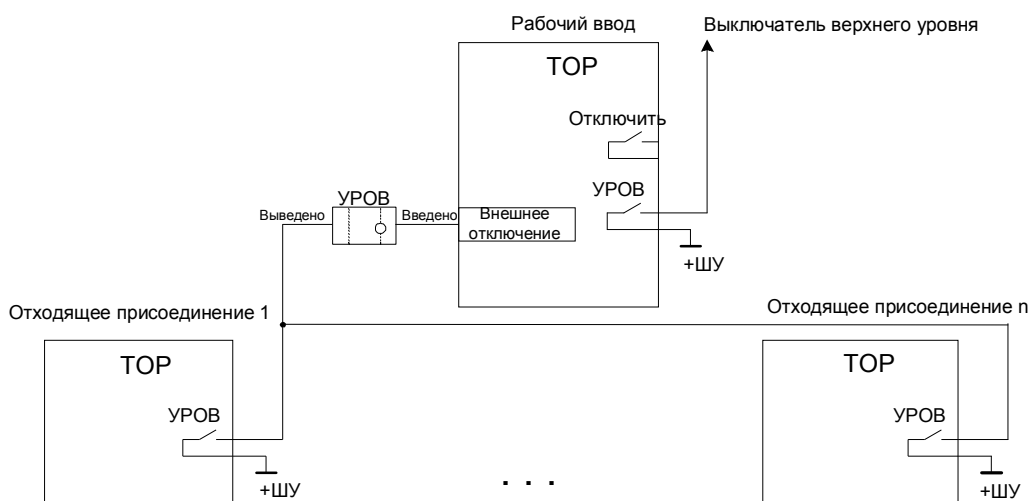 Рабочий ввод
Выключатель верхнего уровня
ТОР
Отключить
УРОВ
УРОВ
Выведено
Введено
Внешнее
отключение
+ШУ
Отходящее присоединение 1
Отходящее присоединение n
ТОР
ТОР
УРОВ
УРОВ
+ШУ
. . .
+ШУ